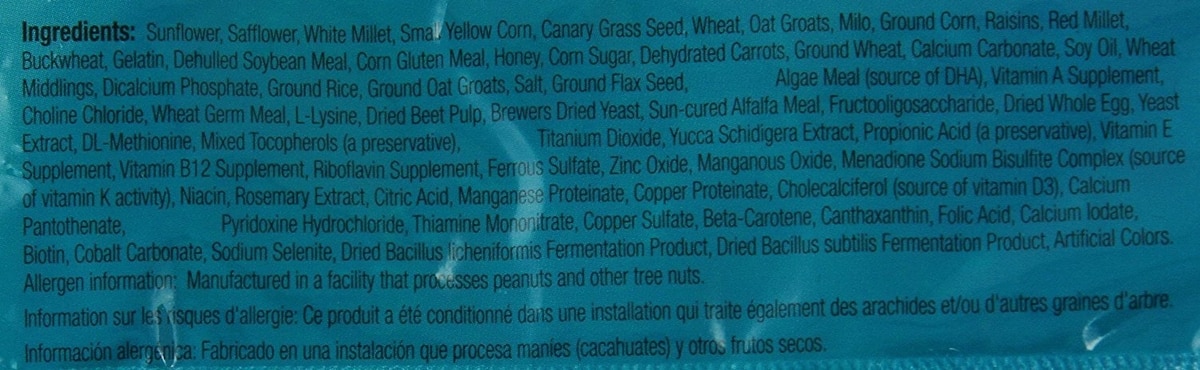 Ingredients: Sunflower, Safflower, White Millet, Small Yellow Corn, Canary Grass Seed, Wheat, Oat Groats, Milo, Ground Corn, Raisins, Red Millet,
Buckwheat, Gelatin, Dehulled Soybean Meal, Corn Gluten Meal, Honey, Corn Sugar, Dehydrated Carrots, Ground Wheat, Calcium Carbonate, Soy Oil, Wheat
Middlings, Dicalcium Phosphate, Ground Rice, Ground Oat Groats, Salt, Ground Flax Seed, Algae Meal (source of DHA), Vitamin A Supplement,
Choline Chloride, Wheat Germ Meal, L-Lysine, Dried Beet Pulp, Brewers Dried Yeast, Sun-cured Alfalfa Meal, Fructooligosaccharide, Dried Whole Egg, Yeast
Extract, DL-Methionine, Mixed Tocopherols (a preservative), Titanium Dioxide, Yucca Schidigera Extract, Propionic Acid (a preservative), Vitamin E
Supplement, Vitamin B12 Supplement, Riboflavin Supplement, Ferrous Sulfate, Zinc Oxide, Manganous Oxide, Menadione Sodium Bisulfite Complex (source
of vitamin K activity), Niacin, Rosemary Extract, Citric Acid, Manganese Proteinate, Copper Proteinate, Cholecalciferol (source of vitamin D3), Calcium
Pantothenate, Pyridoxine Hydrochloride, Thiamine Mononitrate, Copper Sulfate, Beta-Carotene, Canthaxanthin, Folic Acid, Calcium Iodate,
Biotin, Cobalt Carbonate, Sodium Selenite, Dried Bacillus licheniformis Fermentation Product, Dried Bacillus subtilis Fermentation Product, Artificial Colors.
Allergen information: Manufactured in a facility that processes peanuts and other tree nuts.
Information sur les risques d'allergie: Ce produit a été conditionné dans une installation qui traite également des arachides et/ou d'autres graines d'arbre.
Información alergénica: Fabricado en una instalación que procesa maníes (cacahuates) y otros frutos secos.